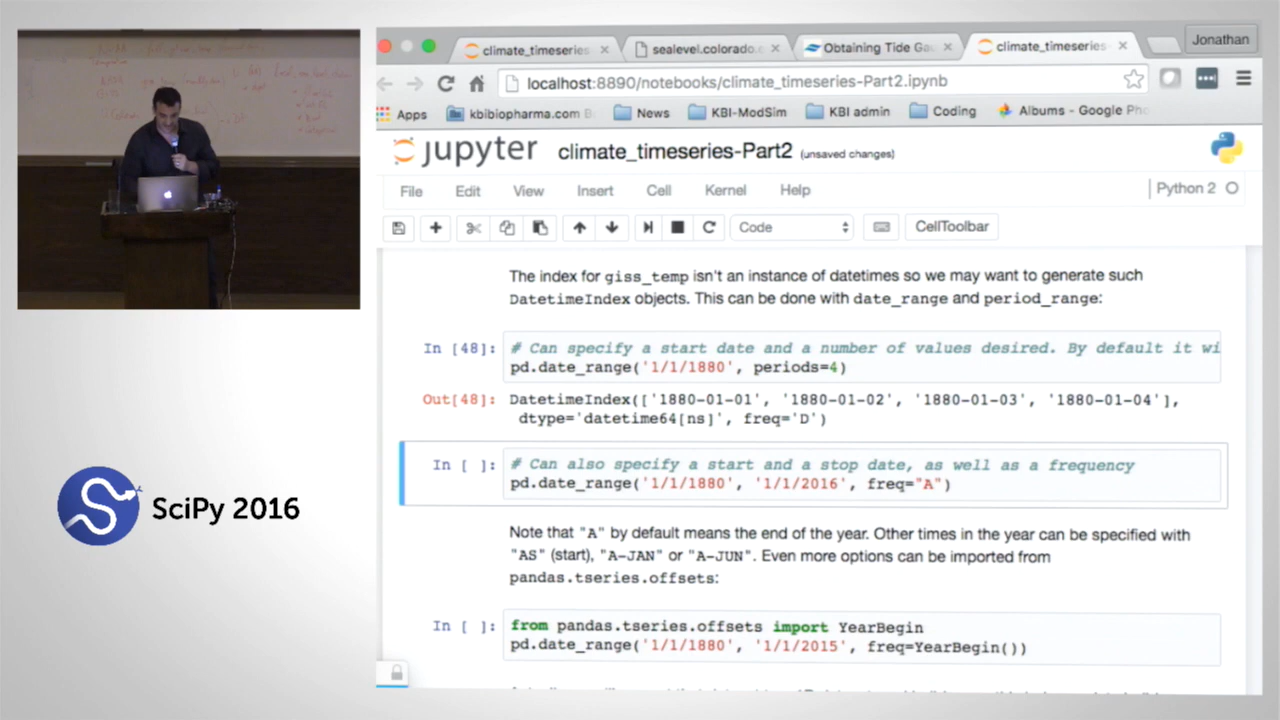 Jonathan
climate_timeseries
sealevel.colorado.e
Obtaining Tide Gau
climate_timeseries-
localhost:8890/notebooks/climate_timeseries-Part2.ipynb
Apps
kbibiopharma.com B
News
KBI-ModSim
KBI admin
Coding
Albums - Google Pho
jupyter
climate_timeseries-Part2 (unsaved changes)
File Edit View Insert Cell Kernel Help
Python 2
Code
CellToolbar
The index for giss_temp isn't an instance of datetimes so we may want to generate such
DatetimeIndex objects. This can be done with date_range and period_range:
In [48]: # Can specify a start date and a number of values desired. By default it wi
pd.date_range('1/1/1880', periods=4)
Out[48]: DatetimeIndex(['1880-01-01', '1880-01-02', '1880-01-03', '1880-01-04'],
dtype='datetime64[ns]', freq='D')
In [ ]: # Can also specify a start and a stop date, as well as a frequency
pd.date_range('1/1/1880', '1/1/2016', freq="A")
Note that "A" by default means the end of the year. Other times in the year can be specified with
"AS" (start), "A-JAN" or "A-JUN". Even more options can be imported from
pandas.tseries.offsets:
In [ ]: from pandas.tseries.offsets import YearBegin
pd.date_range('1/1/1880', '1/1/2015', freq=YearBegin())
SciPy 2016